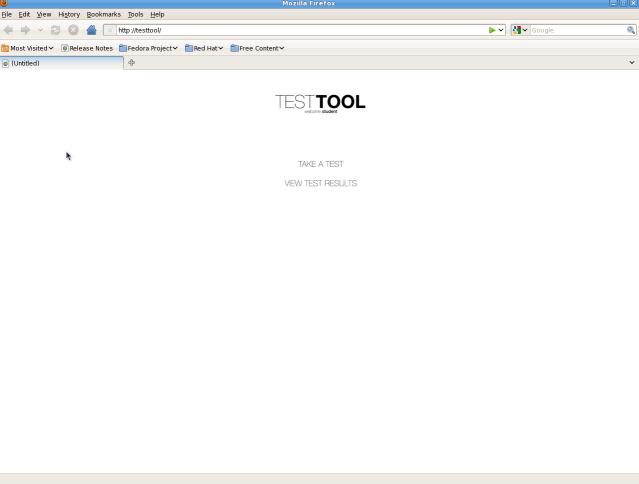 Mozilla Firefox
File Edit View History Bookmarks Tools Help
http://testtool/ Google
Most Visited Release Notes Fedora Project Red Hat Free Content
(Untitled)
TESTTOOL
welcome student
TAKE A TEST
VIEW TEST RESULTS